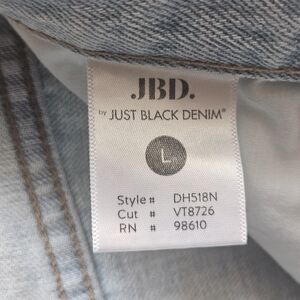 JBD.
by JUST BLACK DENIM®
L
Style # DH518N
Cut # VT8726
RN # 98610